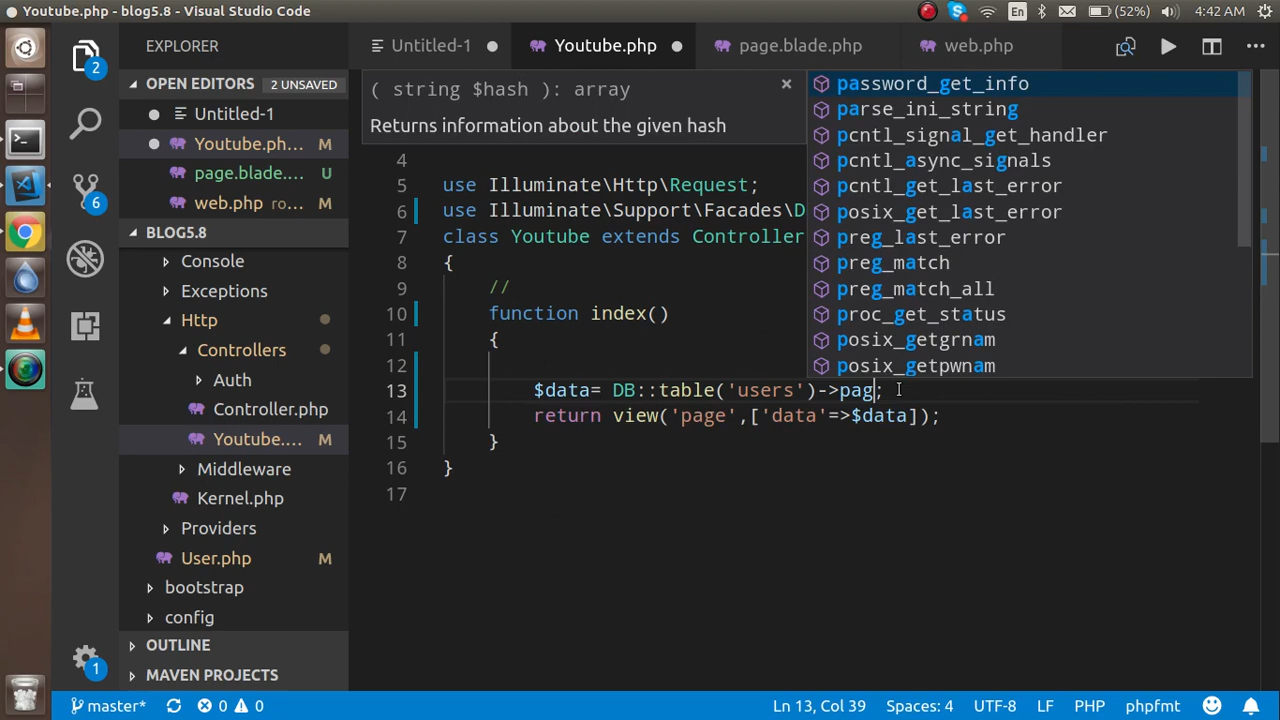 Youtube.php - blog5.8 - Visual Studio Code
En
(52%)
4:42 AM
EXPLORER
Untitled-1
Youtube.php
page.blade.php
web.php
2
OPEN EDITORS 2 UNSAVED
Untitled-1
Youtube.ph... M
page.blade.... U
web.php ro... M
6
BLOG5.8
Console
Exceptions
Http
Controllers
Auth
Controller.php
Youtube.... M
Middleware
Kernel.php
Providers
User.php M
bootstrap
config
OUTLINE
MAVEN PROJECTS
1
( string $hash ): array
Returns information about the given hash
password_get_info
parse_ini_string
pcntl_signal_get_handler
pcntl_async_signals
pcntl_get_last_error
posix_get_last_error
preg_last_error
preg_match
preg_match_all
proc_get_status
posix_getgrnam
posix_getpwnam
4
5 use Illuminate\Http\Request;
6 use Illuminate\Support\Facades\D
7 class Youtube extends Controller
8 {
9 //
10 function index()
11 {
12
13 $data= DB::table('users')->pag;
14 return view('page',['data'=>$data]);
15 }
16 }
17
master* 0 0 Ln 13, Col 39 Spaces: 4 UTF-8 LF PHP phpfmt